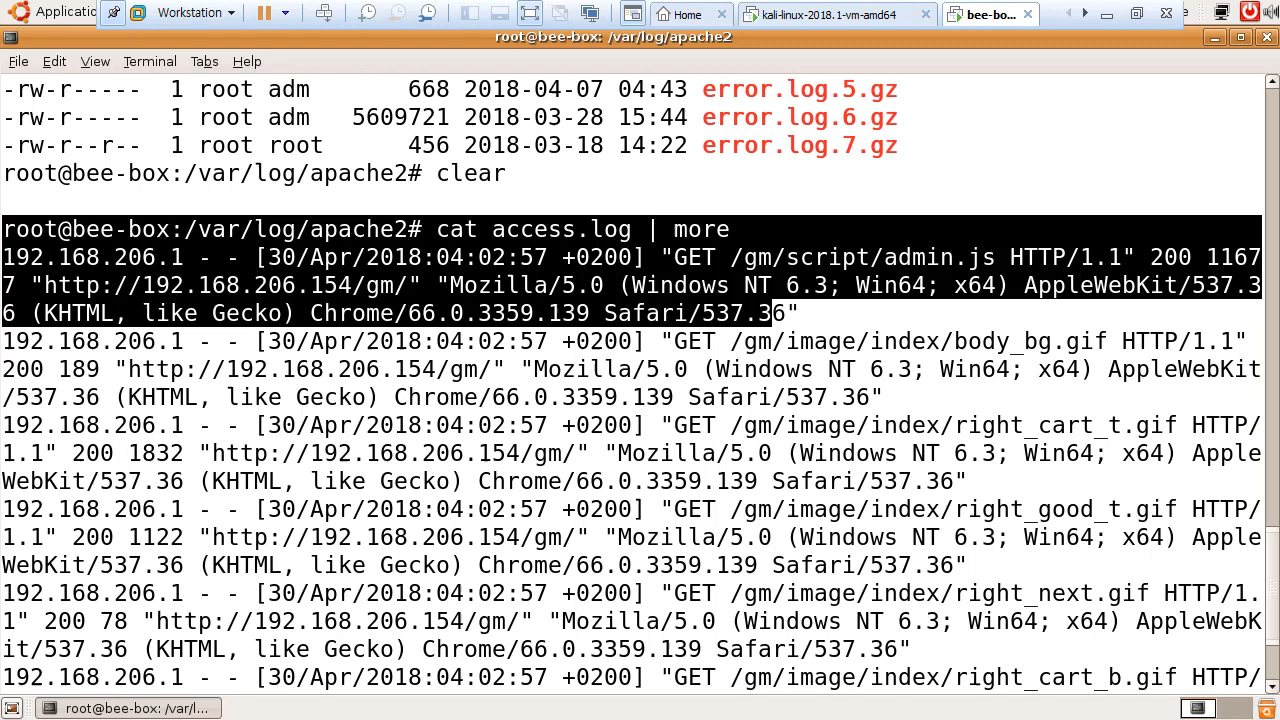 Applicatio
Workstation
Home
kali-linux-2018.1-vm-amd64
bee-bo...
root@bee-box: /var/log/apache2
File Edit View Terminal Tabs Help
-rw-r----- 1 root adm 668 2018-04-07 04:43 error.log.5.gz
-rw-r----- 1 root adm 5609721 2018-03-28 15:44 error.log.6.gz
-rw-r--r-- 1 root root 456 2018-03-18 14:22 error.log.7.gz
root@bee-box:/var/log/apache2# clear
root@bee-box:/var/log/apache2# cat access.log | more
192.168.206.1 - - [30/Apr/2018:04:02:57 +0200] "GET /gm/script/admin.js HTTP/1.1" 200 1167
7 "http://192.168.206.154/gm/" "Mozilla/5.0 (Windows NT 6.3; Win64; x64) AppleWebKit/537.3
6 (KHTML, like Gecko) Chrome/66.0.3359.139 Safari/537.36"
192.168.206.1 - - [30/Apr/2018:04:02:57 +0200] "GET /gm/image/index/body_bg.gif HTTP/1.1"
200 189 "http://192.168.206.154/gm/" "Mozilla/5.0 (Windows NT 6.3; Win64; x64) AppleWebKit
/537.36 (KHTML, like Gecko) Chrome/66.0.3359.139 Safari/537.36"
192.168.206.1 - - [30/Apr/2018:04:02:57 +0200] "GET /gm/image/index/right_cart_t.gif HTTP/
1.1" 200 1832 "http://192.168.206.154/gm/" "Mozilla/5.0 (Windows NT 6.3; Win64; x64) Apple
WebKit/537.36 (KHTML, like Gecko) Chrome/66.0.3359.139 Safari/537.36"
192.168.206.1 - - [30/Apr/2018:04:02:57 +0200] "GET /gm/image/index/right_good_t.gif HTTP/
1.1" 200 1122 "http://192.168.206.154/gm/" "Mozilla/5.0 (Windows NT 6.3; Win64; x64) Apple
WebKit/537.36 (KHTML, like Gecko) Chrome/66.0.3359.139 Safari/537.36"
192.168.206.1 - - [30/Apr/2018:04:02:57 +0200] "GET /gm/image/index/right_next.gif HTTP/1.
1" 200 78 "http://192.168.206.154/gm/" "Mozilla/5.0 (Windows NT 6.3; Win64; x64) AppleWebK
it/537.36 (KHTML, like Gecko) Chrome/66.0.3359.139 Safari/537.36"
192.168.206.1 - - [30/Apr/2018:04:02:57 +0200] "GET /gm/image/index/right_cart_b.gif HTTP/
root@bee-box: /var/l...